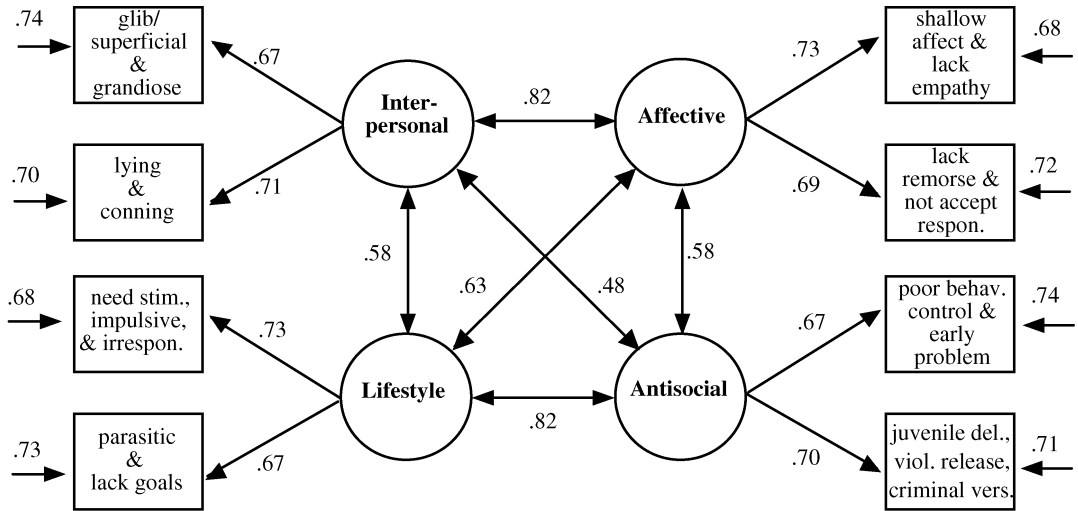 .74
glib/
superficial
&
grandiose
.67
Inter-
personal
.82
Affective
.73
shallow
affect &
lack
empathy
.68
.70
lying
&
conning
.71
.69
lack
remorse &
not accept
respon.
.72
.58
.63
.48
.58
.68
need stim.,
impulsive,
& irrespon.
.73
Lifestyle
.82
Antisocial
.67
poor behav.
control &
early
problem
.74
.73
parasitic
&
lack goals
.67
.70
juvenile del.,
viol. release,
criminal vers.
.71